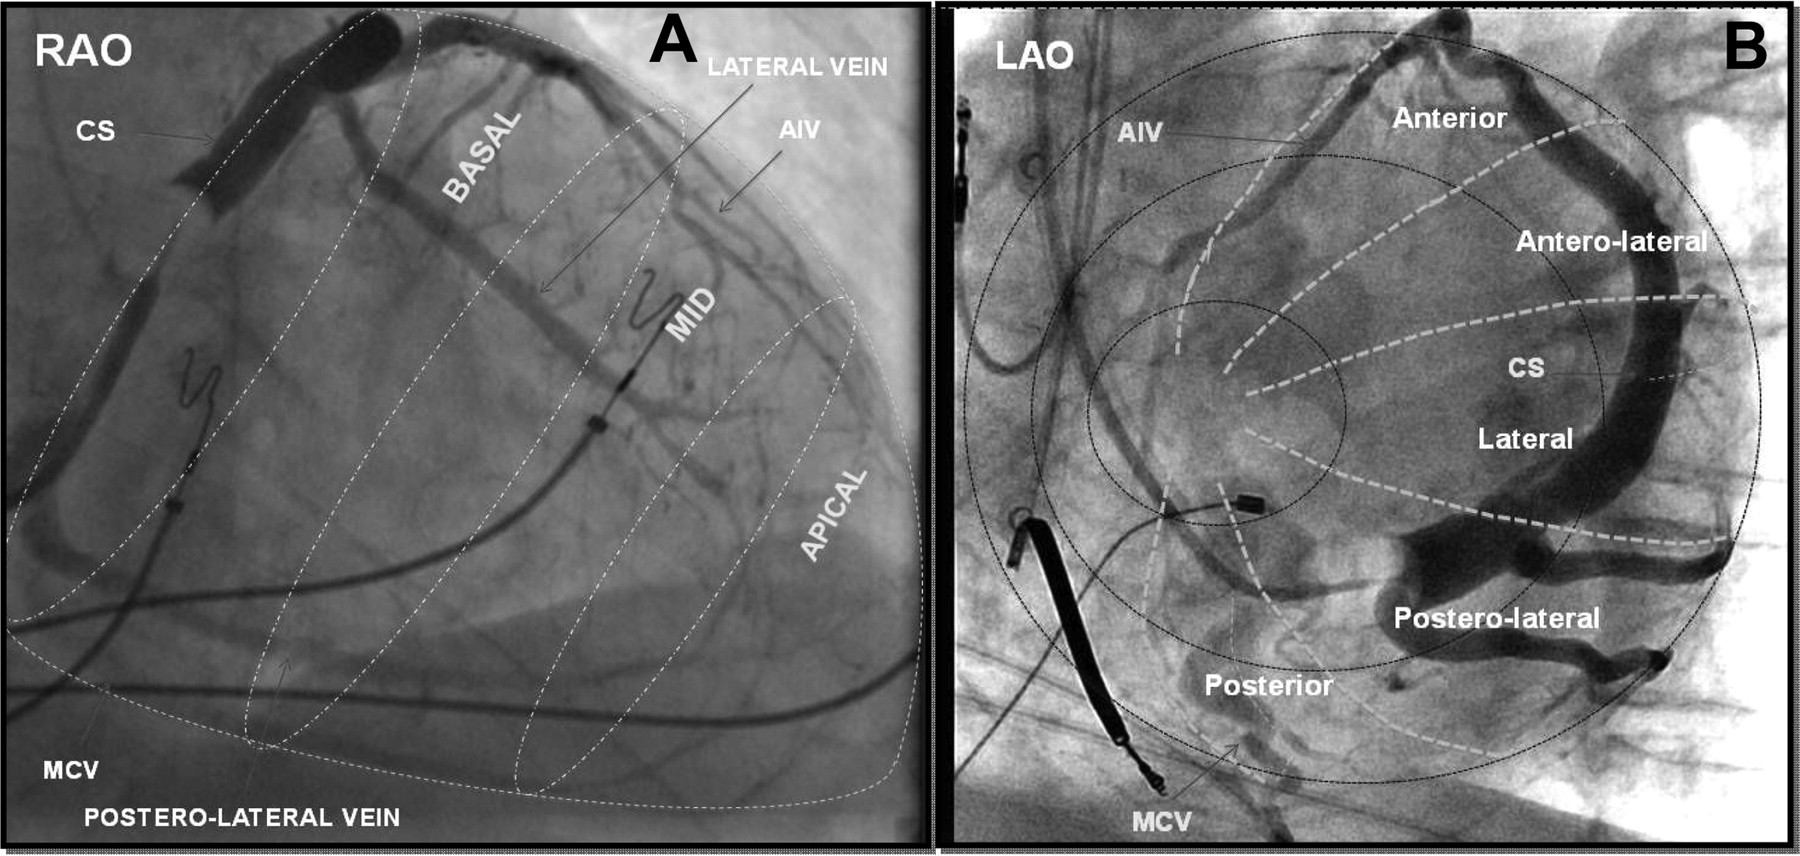 RAO
A
LATERAL VEIN
CS
AIV
BASAL
MID
APICAL
MCV
POSTERO-LATERAL VEIN
LAO
B
AIV
Anterior
Antero-lateral
CS
Lateral
Postero-lateral
Posterior
MCV